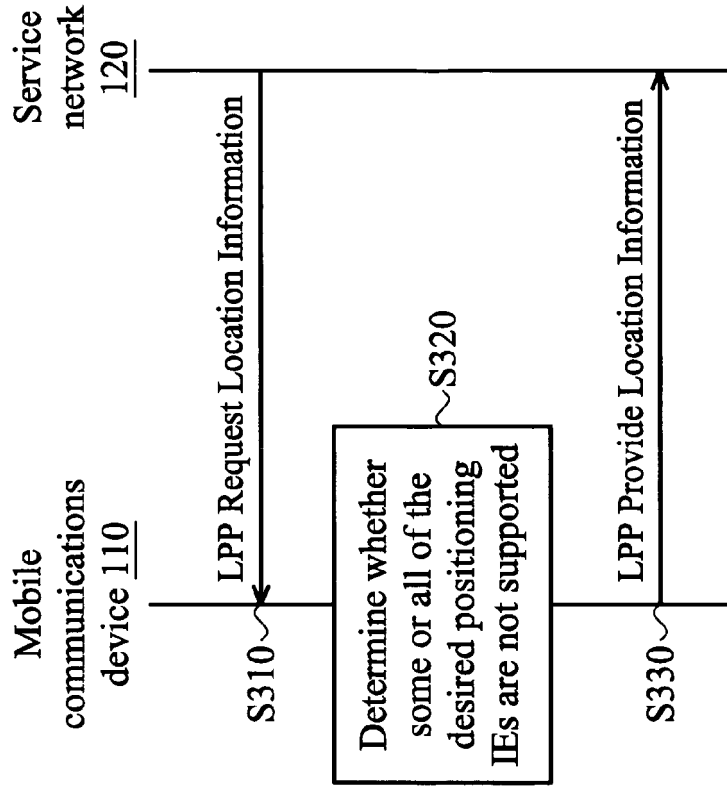 Mobile
communications
device 110
Service
network
120
LPP Request Location Information
S310
Determine whether
some or all of the
desired positioning
IEs are not supported
S320
LPP Provide Location Information
S330